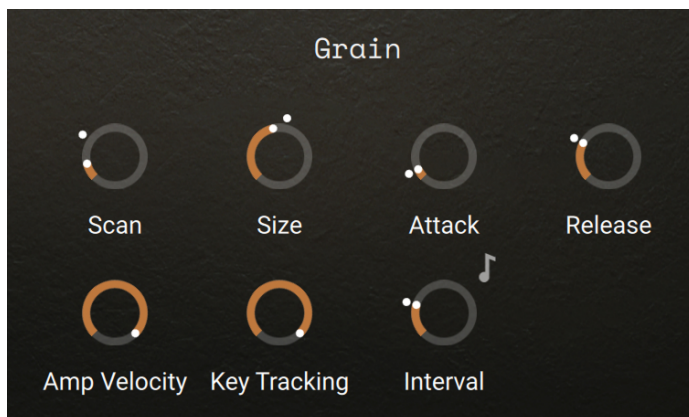 Grain
Scan Size Attack Release
Amp Velocity Key Tracking Interval